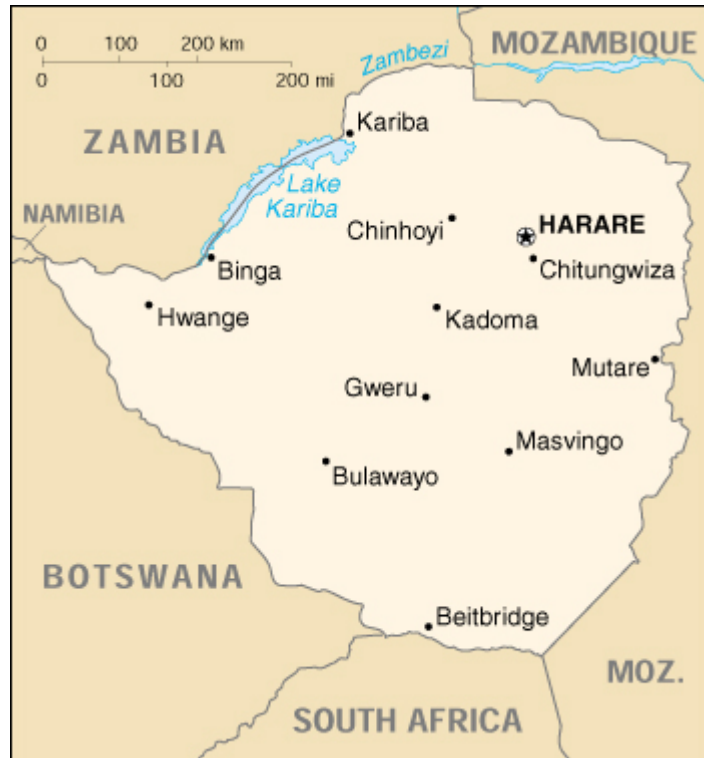 0 100 200 km
0 100 200 mi
Zambezi
MOZAMBIQUE
Kariba
ZAMBIA
Lake
Kariba
NAMIBIA
Chinhoyi
HARARE
Binga
Chitungwiza
Hwange
Kadoma
Mutare
Gweru
Masvingo
Bulawayo
BOTSWANA
Beitbridge
MOZ.
SOUTH AFRICA